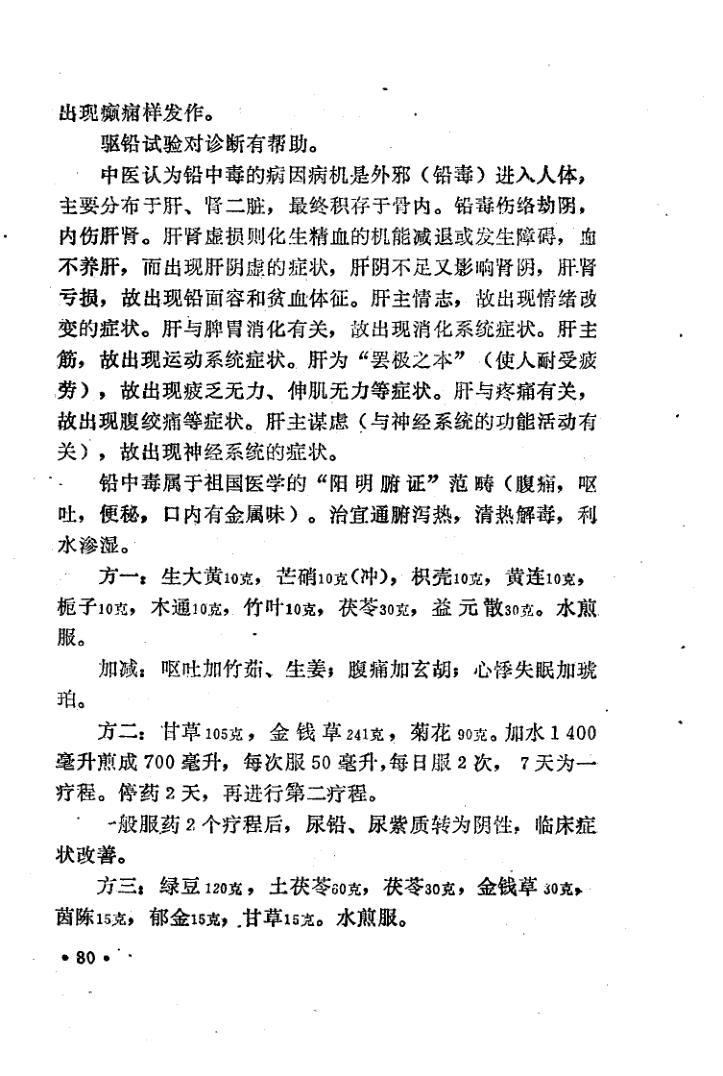 出现癫痫样发作。
驱铅试验对诊断有帮助。
中医认为铅中毒的病因病机是外邪（铅毒）进入人体，
主要分布于肝、肾二脏，最终积存于骨内。铅毒伤络劫阴，
内伤肝肾。肝肾虚损则化生精血的机能减退或发生障碍，血
不养肝，而出现肝阴虚的症状，肝阴不足又影响肾阴，肝肾
亏损，故出现铅面容和贫血体征。肝主情志，故出现情绪改
变的症状。肝与脾胃消化有关，故出现消化系统症状。肝主
筋，故出现运动系统症状。肝为“罢极之本”（使人耐受疲
劳），故出现疲乏无力、伸肌无力等症状。肝与疼痛有关，
故出现腹绞痛等症状。肝主谋虑（与神经系统的功能活动有
关），故出现神经系统的症状。
铅中毒属于祖国医学的“阳明腑证”范畴（腹痛，呕
吐，便秘，口内有金属味）。治宜通腑泻热，清热解毒，利
水渗湿。
方一：生大黄10克，芒硝10克(冲)，枳壳10克，黄连10克，
栀子10克，木通10克，竹叶10克，茯苓30克，益元散30克。水煎
服。
加减：呕吐加竹茹、生姜；腹痛加玄胡；心悸失眠加琥
珀。
方二：甘草105克，金钱草241克，菊花90克。加水1400
毫升煎成700毫升，每次服50毫升，每日服2次，7天为一
疗程。停药2天，再进行第二疗程。
一般服药2个疗程后，尿铅、尿紫质转为阴性，临床症
状改善。
方三：绿豆120克，土茯苓60克，茯苓30克，金钱草30克，
茵陈15克，郁金15克，甘草15克。水煎服。
•80•